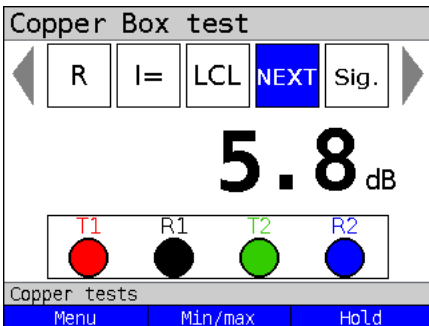 Copper Box test
R I= LCL NEXT Sig.
5.8 dB
T1 R1 T2 R2
Copper tests
Menu Min/max Hold